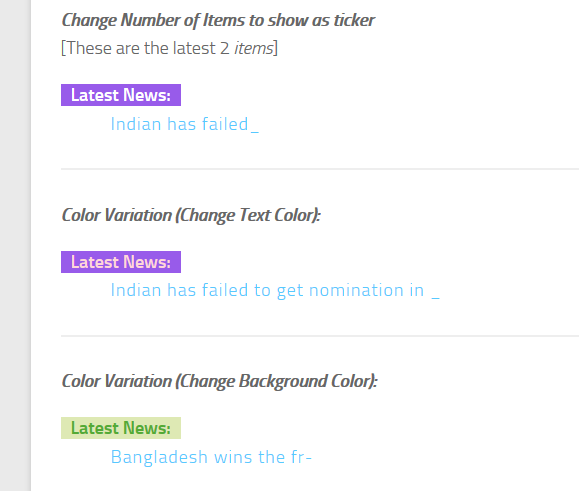 Change Number of Items to show as ticker
[These are the latest 2 items]
Latest News:
Indian has failed_
Color Variation (Change Text Color):
Latest News:
Indian has failed to get nomination in _
Color Variation (Change Background Color):
Latest News:
Bangladesh wins the fr-